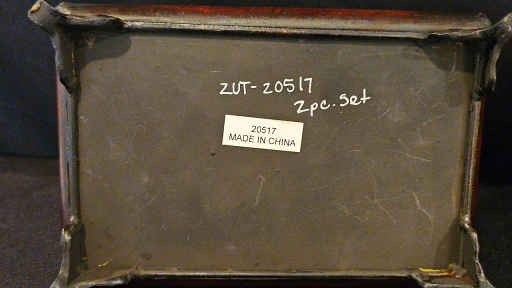 ZUT-20517
2pc. Set
20517
MADE IN CHINA